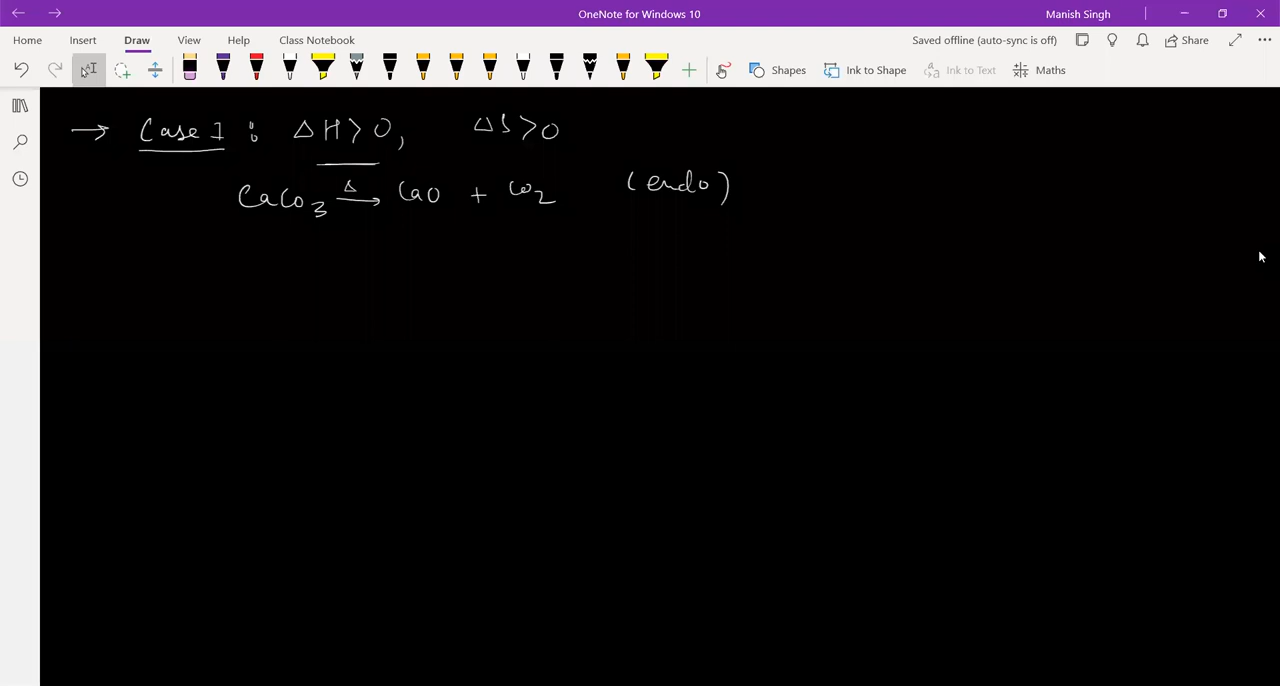 OneNote for Windows 10
Manish Singh
Home Insert Draw View Help Class Notebook
Saved offline (auto-sync is off) Share
Shapes Ink to Shape Ink to Text Maths
→ Case I : ΔH>0, ΔS>0
CaCO₃ —Δ→ CaO + CO₂ (endo)